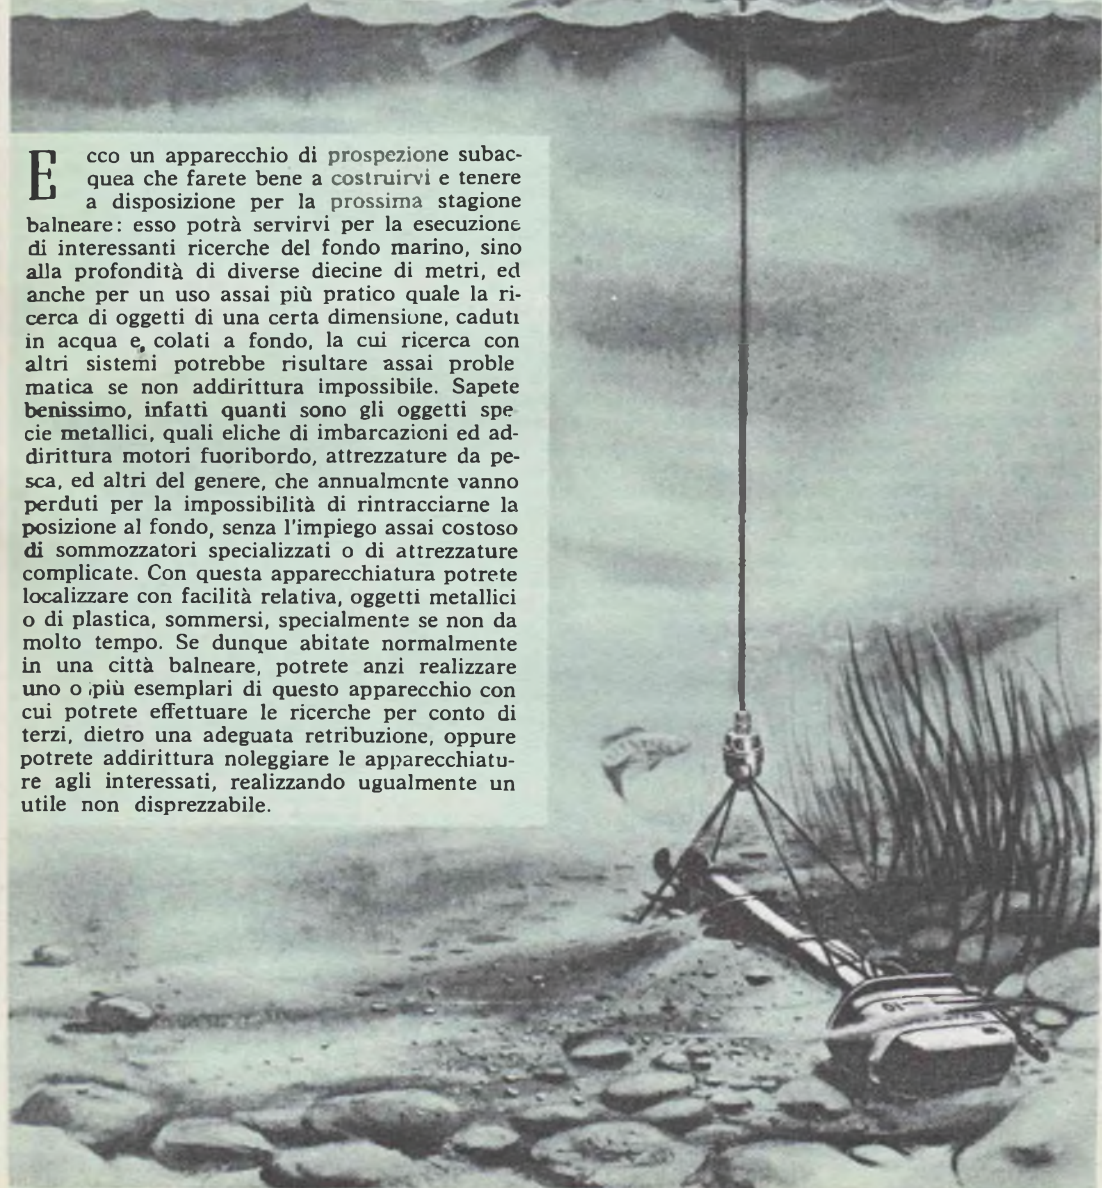 Ecco un apparecchio di prospezione subac-
quea che farete bene a costruirvi e tenere
a disposizione per la prossima stagione
balneare: esso potrà servirvi per la esecuzione
di interessanti ricerche del fondo marino, sino
alla profondità di diverse diecine di metri, ed
anche per un uso assai più pratico quale la ri-
cerca di oggetti di una certa dimensione, caduti
in acqua e colati a fondo, la cui ricerca con
altri sistemi potrebbe risultare assai proble
matica se non addirittura impossibile. Sapete
benissimo, infatti quanti sono gli oggetti spe
cie metallici, quali eliche di imbarcazioni ed ad-
dirittura motori fuoribordo, attrezzature da pe-
sca, ed altri del genere, che annualmente vanno
perduti per la impossibilità di rintracciarne la
posizione al fondo, senza l'impiego assai costoso
di sommozzatori specializzati o di attrezzature
complicate. Con questa apparecchiatura potrete
localizzare con facilità relativa, oggetti metallici
o di plastica, sommersi, specialmente se non da
molto tempo. Se dunque abitate normalmente
in una città balneare, potrete anzi realizzare
uno o più esemplari di questo apparecchio con
cui potrete effettuare le ricerche per conto di
terzi, dietro una adeguata retribuzione, oppure
potrete addirittura noleggiare le apparecchiatu-
re agli interessati, realizzando ugualmente un
utile non disprezzabile.
10